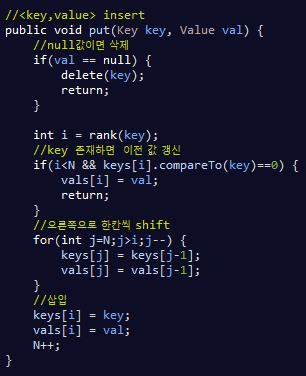 //<key,value> insert
public void put(Key key, Value val) {
    //null값이면 삭제
    if(val == null) {
        delete(key);
        return;
    }

    int i = rank(key);
    //key 존재하면 이전 값 갱신
    if(i<N && keys[i].compareTo(key)==0) {
        vals[i] = val;
        return;
    }
    //오른쪽으로 한칸씩 shift
    for(int j=N;j>i;j--) {
        keys[j] = keys[j-1];
        vals[j] = vals[j-1];
    }
    //삽입
    keys[i] = key;
    vals[i] = val;
    N++;
}